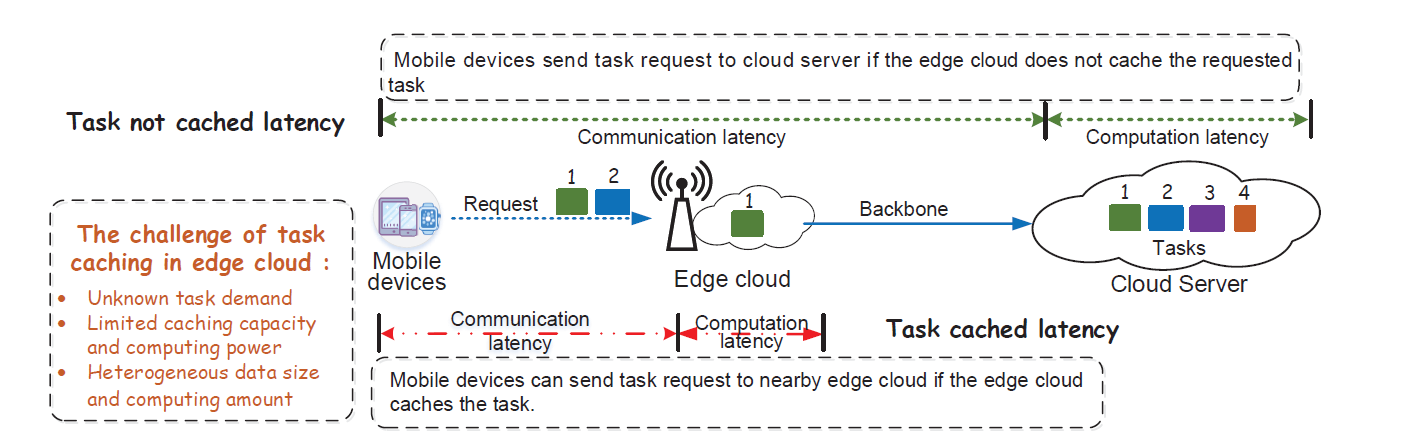 Mobile devices send task request to cloud server if the edge cloud does not cache the requested
task
Task not cached latency
Communication latency
Computation latency
The challenge of task
caching in edge cloud :
• Unknown task demand
• Limited caching capacity
and computing power
• Heterogeneous data size
and computing amount
Mobile
devices
Request
1 2
1
Edge cloud
Backbone
1 2 3 4
Tasks
Cloud Server
Communication
latency
Computation
latency
Task cached latency
Mobile devices can send task request to nearby edge cloud if the edge cloud
caches the task.